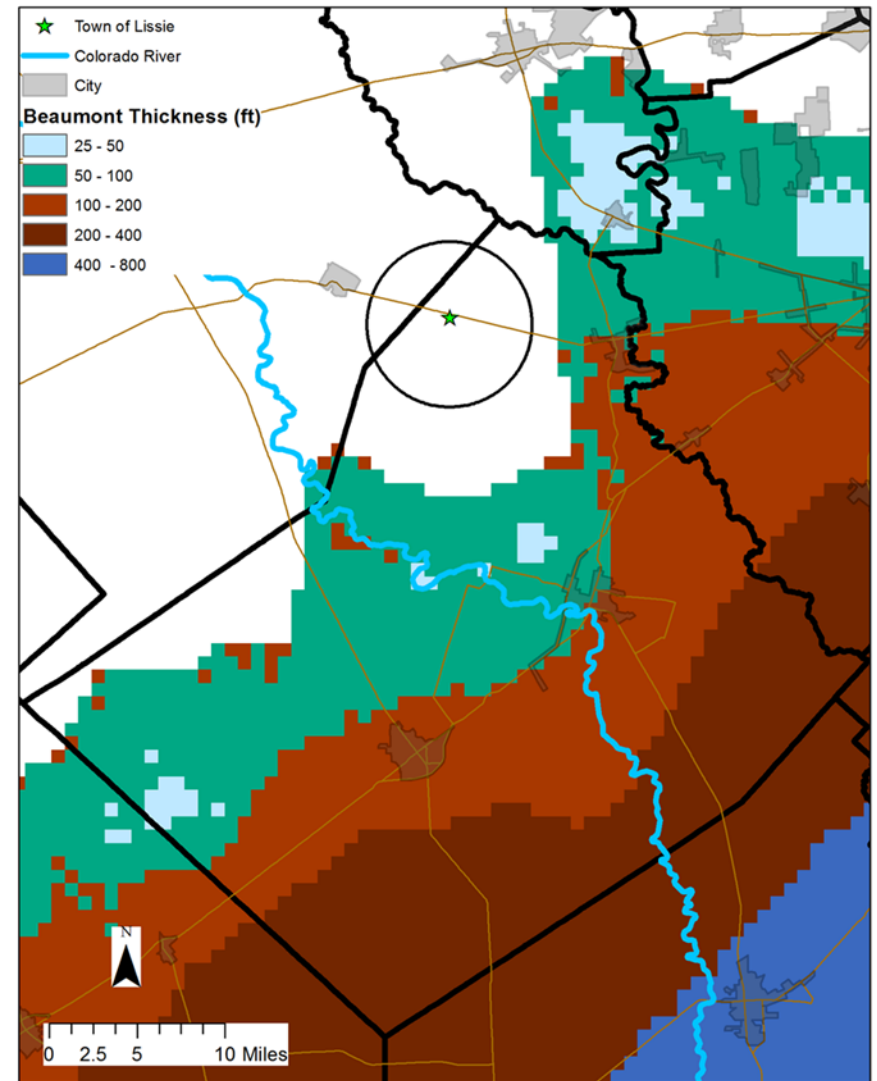 Town of Lissie
Colorado River
City
Beaumont Thickness (ft)
25 - 50
50 - 100
100 - 200
200 - 400
400 - 800
N
0 2.5 5 10 Miles